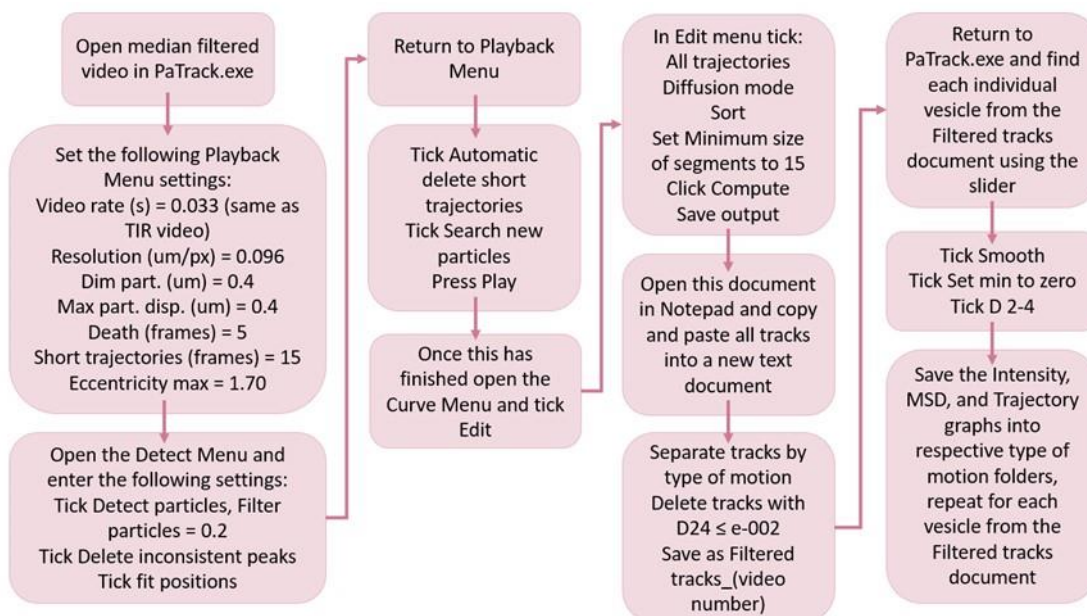 Open median filtered
video in PaTrack.exe
Set the following Playback
Menu settings:
Video rate (s) = 0.033 (same as
TIR video)
Resolution (um/px) = 0.096
Dim part. (um) = 0.4
Max part. disp. (um) = 0.4
Death (frames) = 5
Short trajectories (frames) = 15
Eccentricity max = 1.70
Open the Detect Menu and
enter the following settings:
Tick Detect particles, Filter
particles = 0.2
Tick Delete inconsistent peaks
Tick fit positions
Return to Playback
Menu
Tick Automatic
delete short
trajectories
Tick Search new
particles
Press Play
Once this has
finished open the
Curve Menu and tick
Edit
In Edit menu tick:
All trajectories
Diffusion mode
Sort
Set Minimum size
of segments to 15
Click Compute
Save output
Open this document
in Notepad and copy
and paste all tracks
into a new text
document
Separate tracks by
type of motion
Delete tracks with
D24 ≤ e-002
Save as Filtered
tracks_(video
number)
Return to
PaTrack.exe and find
each individual
vesicle from the
Filtered tracks
document using the
slider
Tick Smooth
Tick Set min to zero
Tick D 2-4
Save the Intensity,
MSD, and Trajectory
graphs into
respective type of
motion folders,
repeat for each
vesicle from the
Filtered tracks
document